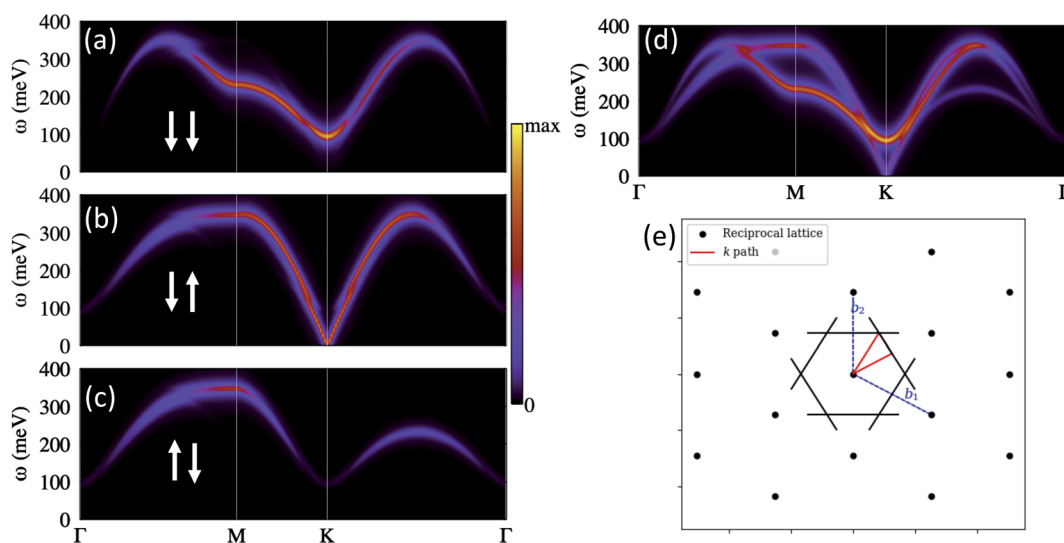 (a)
ω (meV)
400
300
200
100
0
(b)
ω (meV)
400
300
200
100
0
(c)
ω (meV)
400
300
200
100
0
Γ M K Γ
max
0
(d)
ω (meV)
400
300
200
100
0
Γ M K Γ
(e)
Reciprocal lattice
k path
b2
b1